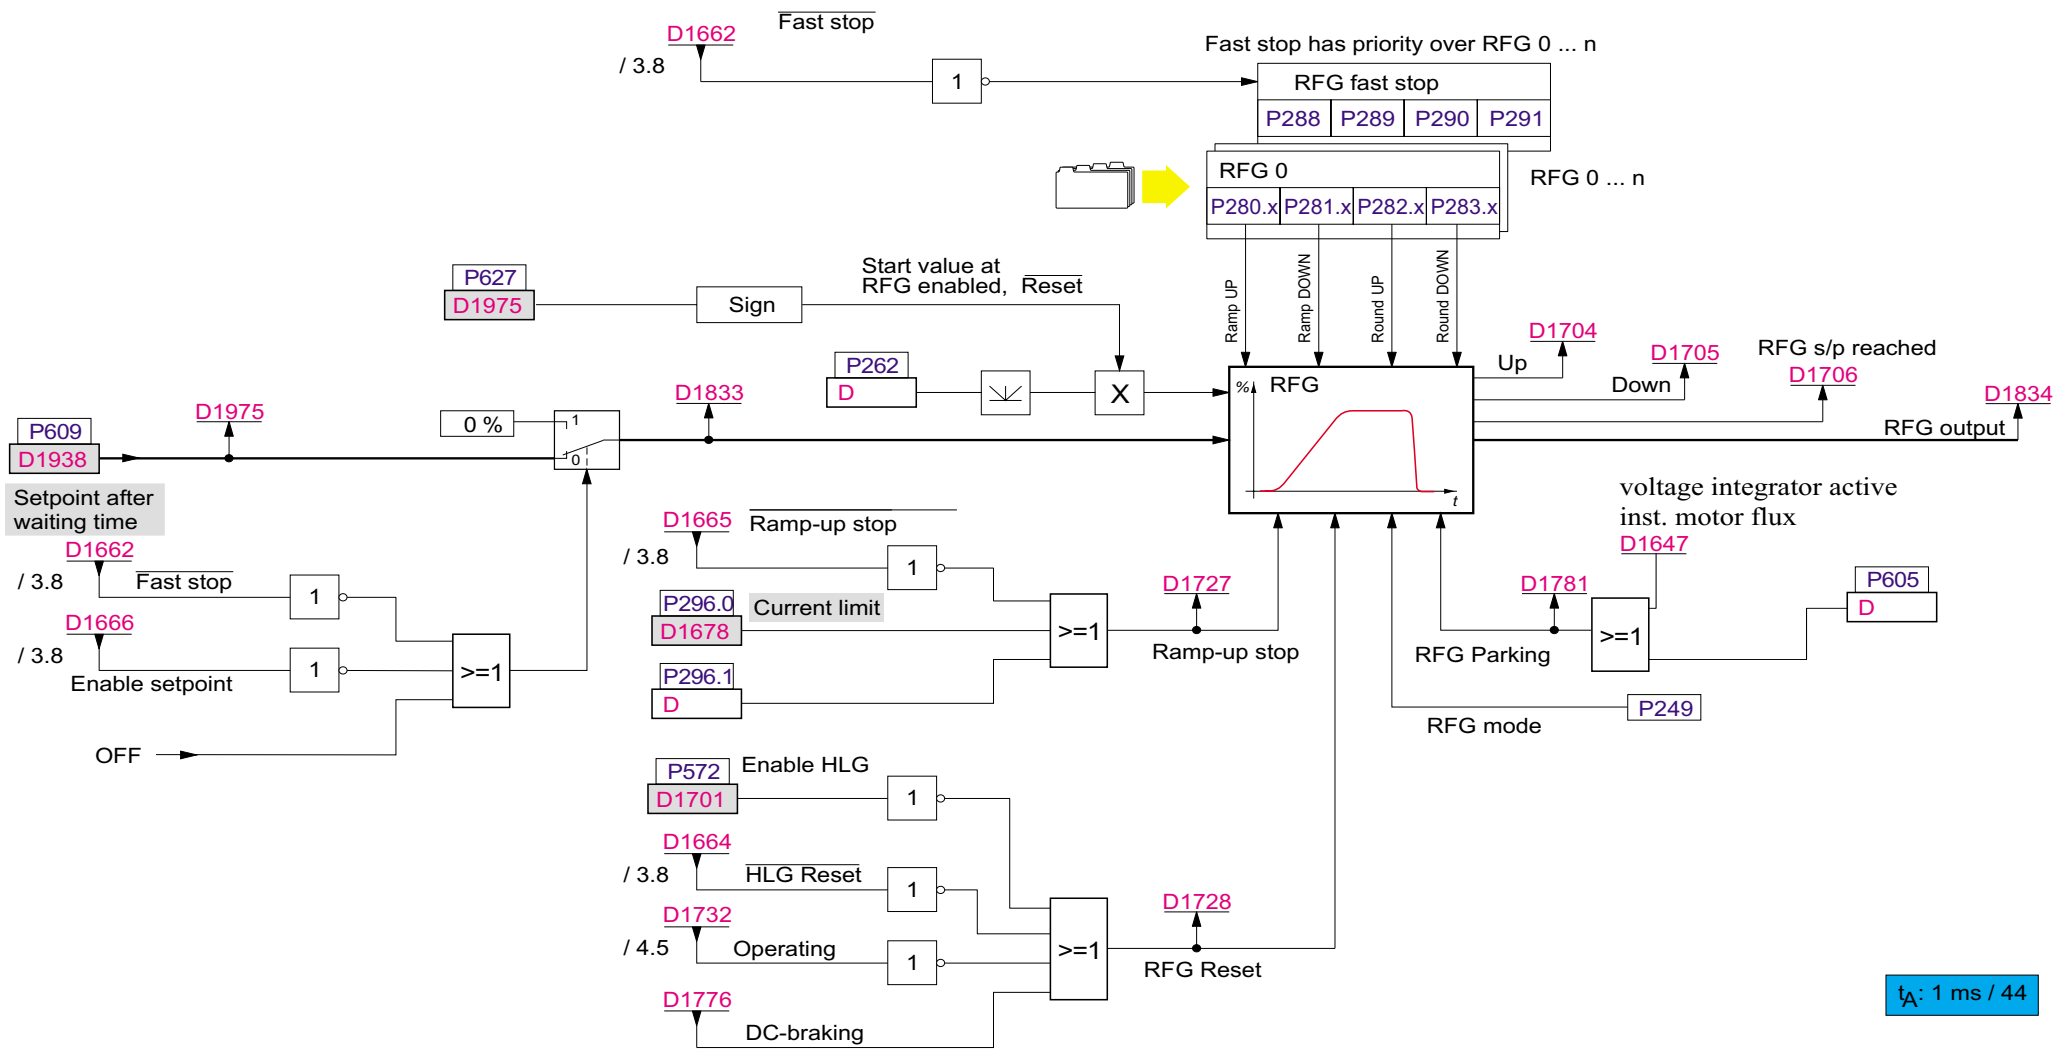 Fast stop
D1662
/ 3.8
1
Fast stop has priority over RFG 0 ... n
RFG fast stop
P288 P289 P290 P291
RFG 0
RFG 0 ... n
P280.x P281.x P282.x P283.x
Ramp UP
Ramp DOWN
Round UP
Round DOWN
P627
D1975
Sign
Start value at
RFG enabled, Reset
P262
D
X
% RFG
t
Up
D1704
Down
D1705
RFG s/p reached
D1706
D1834
RFG output
P609
D1938
D1975
0 %
1
0
D1833
Setpoint after
waiting time
D1662
/ 3.8
Fast stop
1
D1666
/ 3.8
Enable setpoint
1
>=1
OFF
D1665
/ 3.8
Ramp-up stop
1
P296.0
D1678
Current limit
P296.1
D
>=1
D1727
Ramp-up stop
voltage integrator active
inst. motor flux
D1647
D1781
P605
D
>=1
RFG Parking
P249
RFG mode
P572
D1701
Enable HLG
1
D1664
/ 3.8
HLG Reset
1
D1732
/ 4.5
Operating
1
D1776
DC-braking
>=1
D1728
RFG Reset
tA: 1 ms / 44